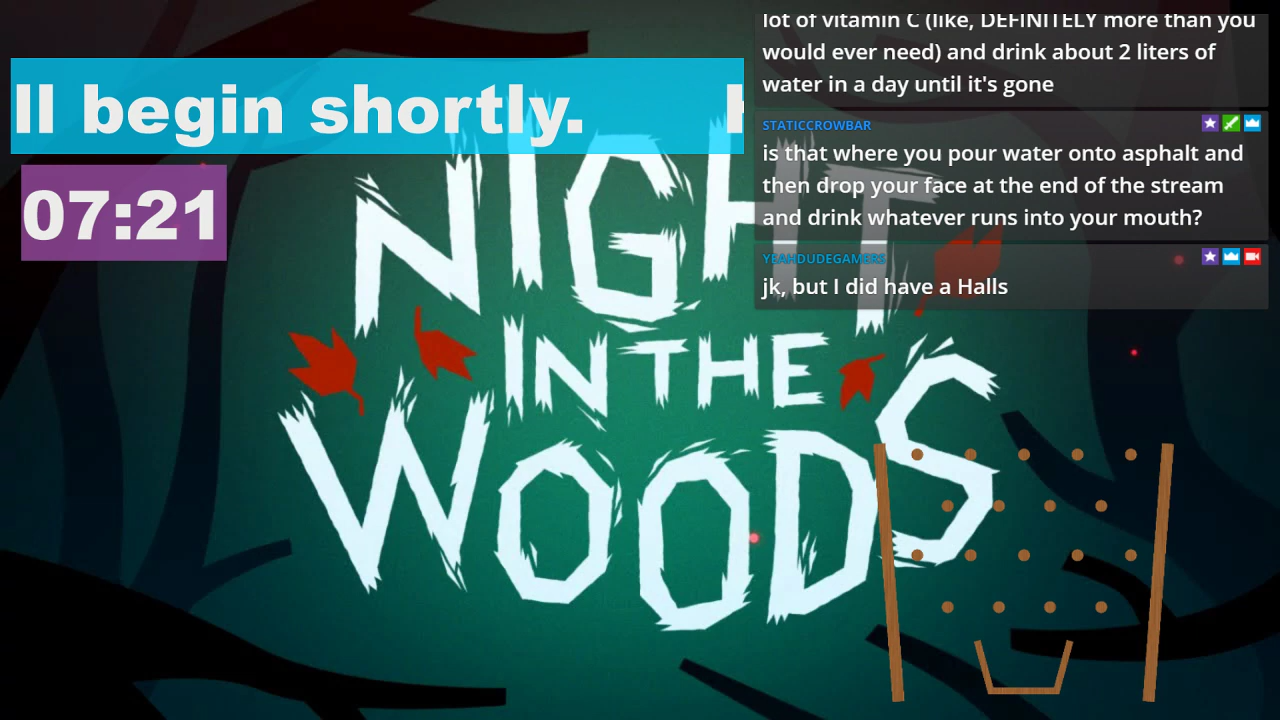 ll begin shortly.
07:21
NIGHT
IN THE
WOODS
lot of vitamin C (like, DEFINITELY more than you
would ever need) and drink about 2 liters of
water in a day until it's gone
STATICCROWBAR
is that where you pour water onto asphalt and
then drop your face at the end of the stream
and drink whatever runs into your mouth?
YEAHDUDEGAMERS
jk, but I did have a Halls